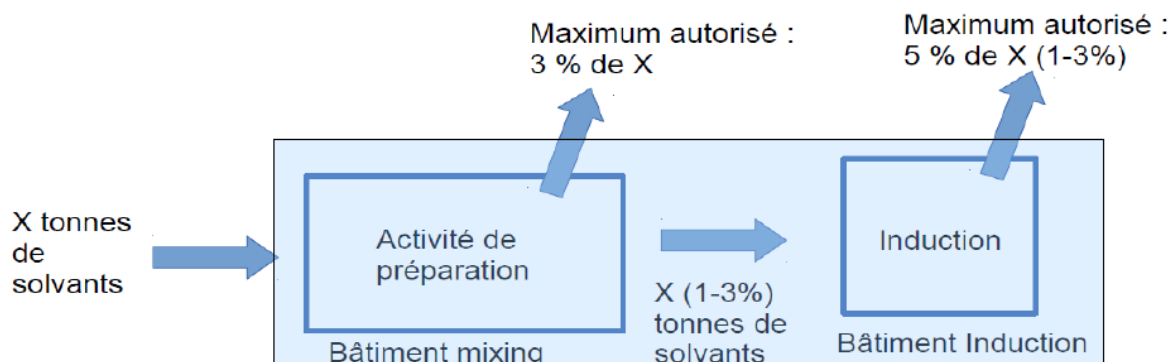 Maximum autorisé :
3 % de X
Maximum autorisé :
5 % de X (1-3%)
X tonnes
de
solvants
Activité de
préparation
Bâtiment mixing
X (1-3%)
tonnes de
solvants
Induction
Bâtiment Induction